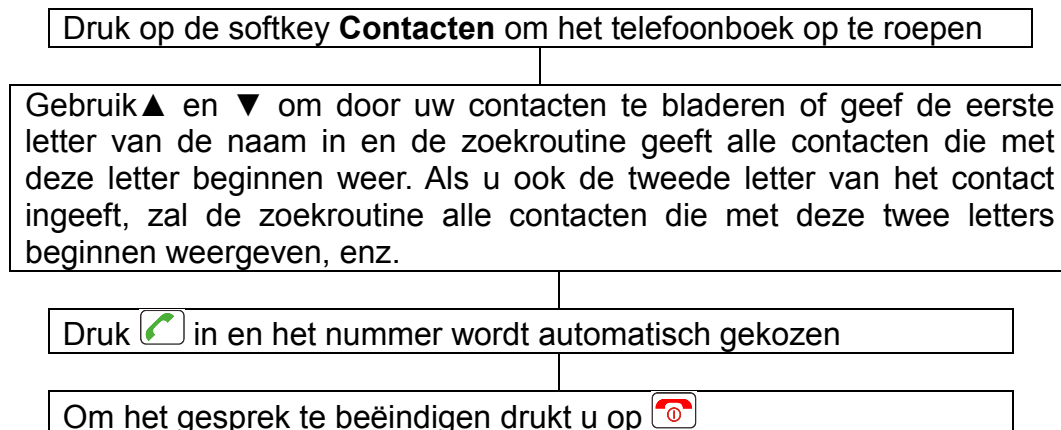 Druk op de softkey Contacten om het telefoonboek op te roepen
Gebruik▲ en ▼ om door uw contacten te bladeren of geef de eerste
letter van de naam in en de zoekroutine geeft alle contacten die met
deze letter beginnen weer. Als u ook de tweede letter van het contact
ingeeft, zal de zoekroutine alle contacten die met deze twee letters
beginnen weergeven, enz.
Druk in en het nummer wordt automatisch gekozen
Om het gesprek te beëindigen drukt u op